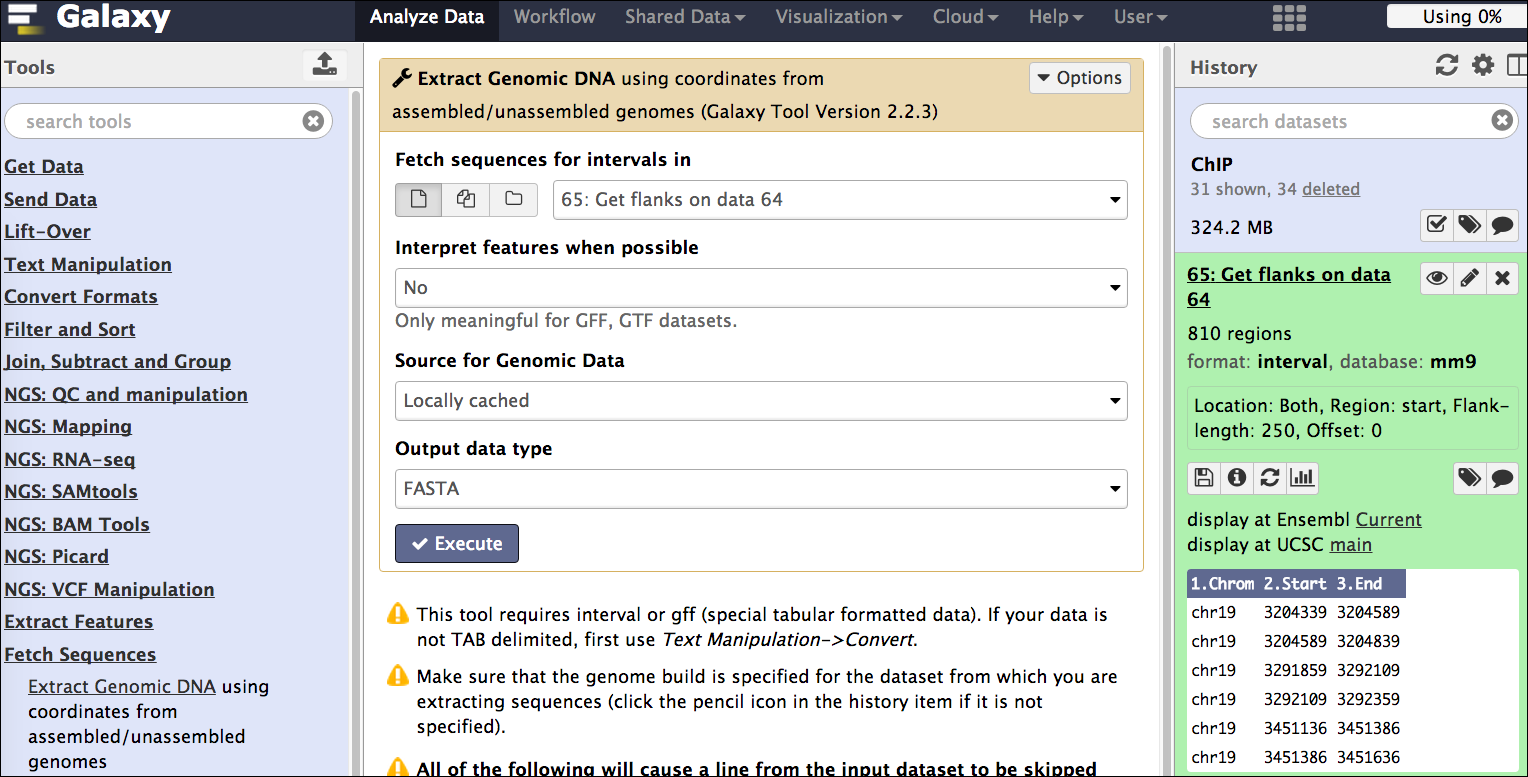 Galaxy
Analyze Data Workflow Shared Data Visualization Cloud Help User
Using 0%
Tools
search tools
Get Data
Send Data
Lift-Over
Text Manipulation
Convert Formats
Filter and Sort
Join, Subtract and Group
NGS: QC and manipulation
NGS: Mapping
NGS: RNA-seq
NGS: SAMtools
NGS: BAM Tools
NGS: Picard
NGS: VCF Manipulation
Extract Features
Fetch Sequences
Extract Genomic DNA using
coordinates from
assembled/unassembled
genomes
Extract Genomic DNA using coordinates from
assembled/unassembled genomes (Galaxy Tool Version 2.2.3)
Options
Fetch sequences for intervals in
65: Get flanks on data 64
Interpret features when possible
No
Only meaningful for GFF, GTF datasets.
Source for Genomic Data
Locally cached
Output data type
FASTA
Execute
This tool requires interval or gff (special tabular formatted data). If your data is
not TAB delimited, first use Text Manipulation->Convert.
Make sure that the genome build is specified for the dataset from which you are
extracting sequences (click the pencil icon in the history item if it is not
specified).
All of the following will cause a line from the input dataset to be skipped
History
search datasets
ChIP
31 shown, 34 deleted
324.2 MB
65: Get flanks on data
64
810 regions
format: interval, database: mm9
Location: Both, Region: start, Flank-
length: 250, Offset: 0
display at Ensembl Current
display at UCSC main
1.Chrom 2.Start 3.End
chr19 3204339 3204589
chr19 3204589 3204839
chr19 3291859 3292109
chr19 3292109 3292359
chr19 3451136 3451386
chr19 3451386 3451636